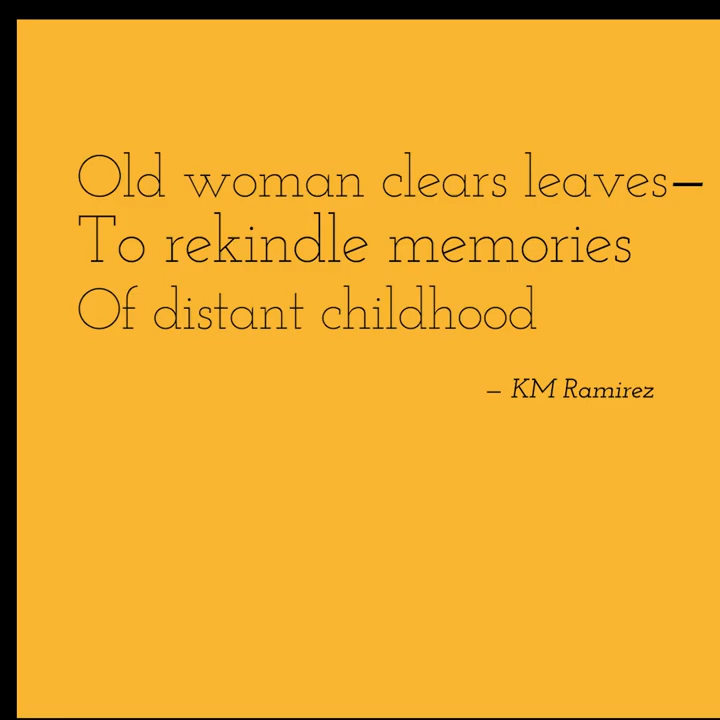 Old woman clears leaves—
To rekindle memories
Of distant childhood
— KM Ramirez